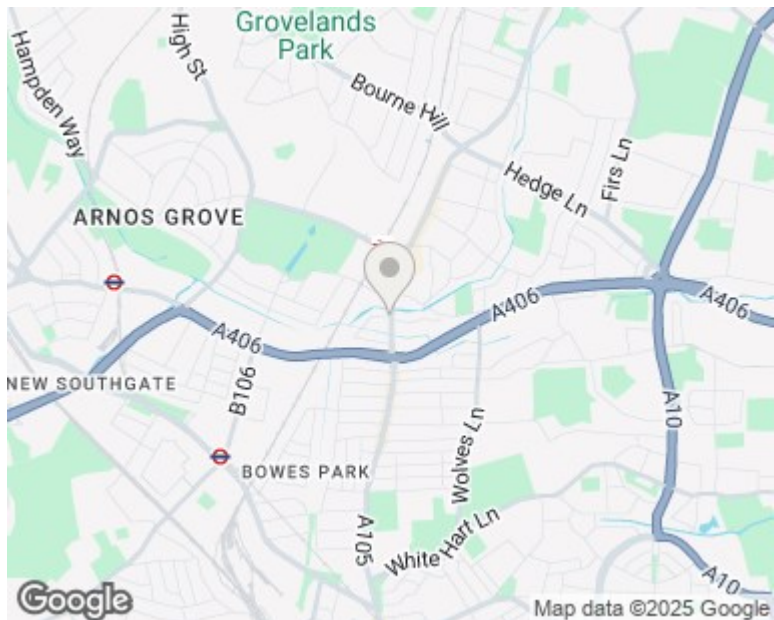 Grovelands
Park
High St
Hampden Way
Bourne Hill
Firs Ln
Hedge Ln
ARNOS GROVE
A406
A406
A406
NEW SOUTHGATE
B106
A10
Wolves Ln
BOWES PARK
A105
White Hart Ln
A10
Google
Map data ©2025 Google